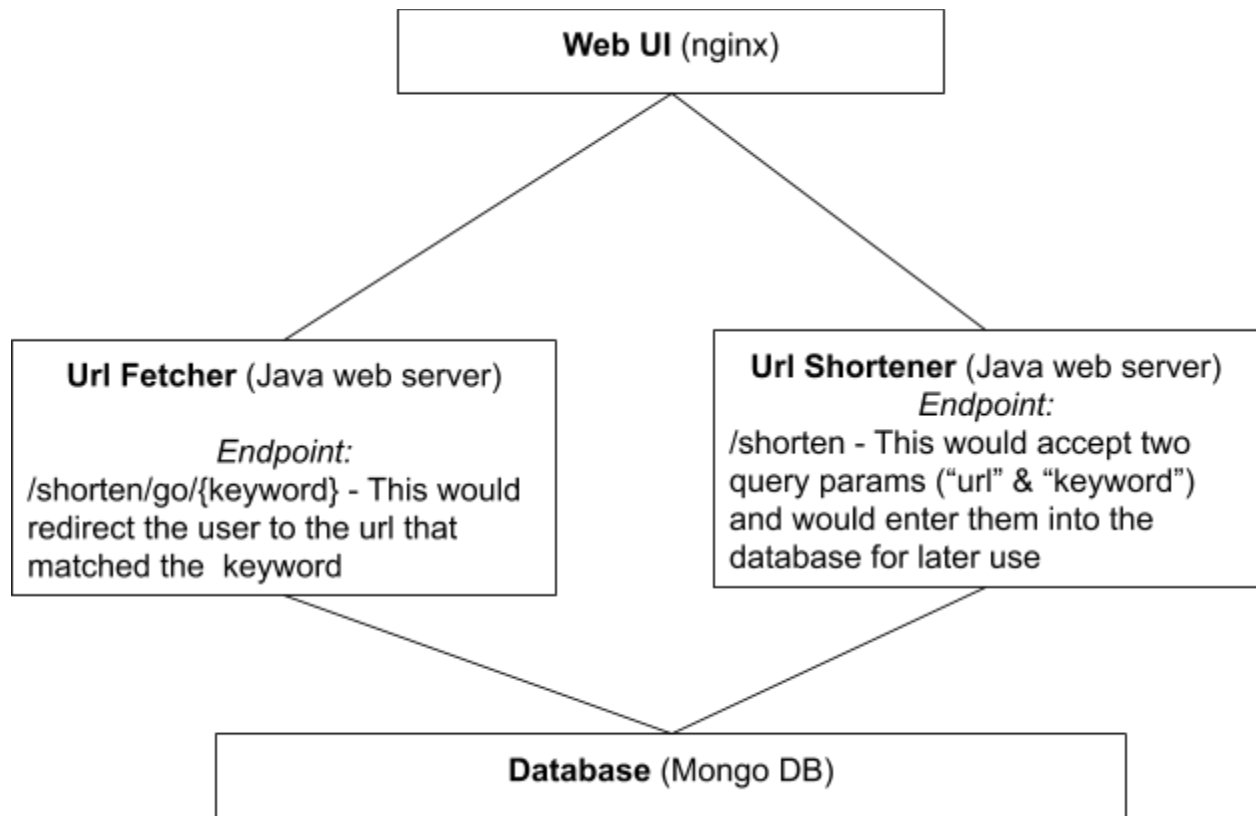 Web UI (nginx)
Url Fetcher (Java web server)
Endpoint:
/shorten/go/{keyword} - This would
redirect the user to the url that
matched the  keyword
Url Shortener (Java web server)
Endpoint:
/shorten - This would accept two
query params (“url” & “keyword”)
and would enter them into the
database for later use
Database (Mongo DB)